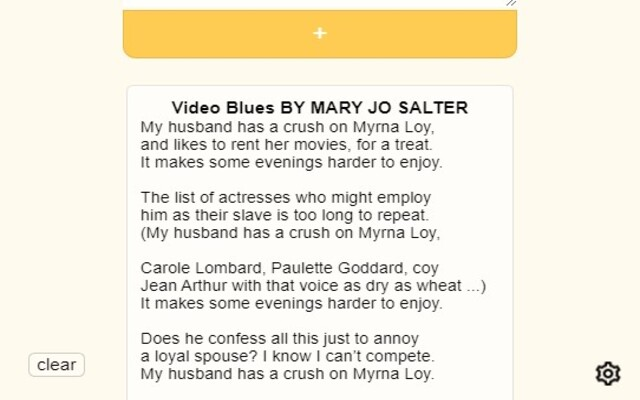 +
Video Blues BY MARY JO SALTER
My husband has a crush on Myrna Loy,
and likes to rent her movies, for a treat.
It makes some evenings harder to enjoy.
The list of actresses who might employ
him as their slave is too long to repeat.
(My husband has a crush on Myrna Loy,
Carole Lombard, Paulette Goddard, coy
Jean Arthur with that voice as dry as wheat ...)
It makes some evenings harder to enjoy.
Does he confess all this just to annoy
a loyal spouse? I know I can't compete.
My husband has a crush on Myrna Loy.
clear